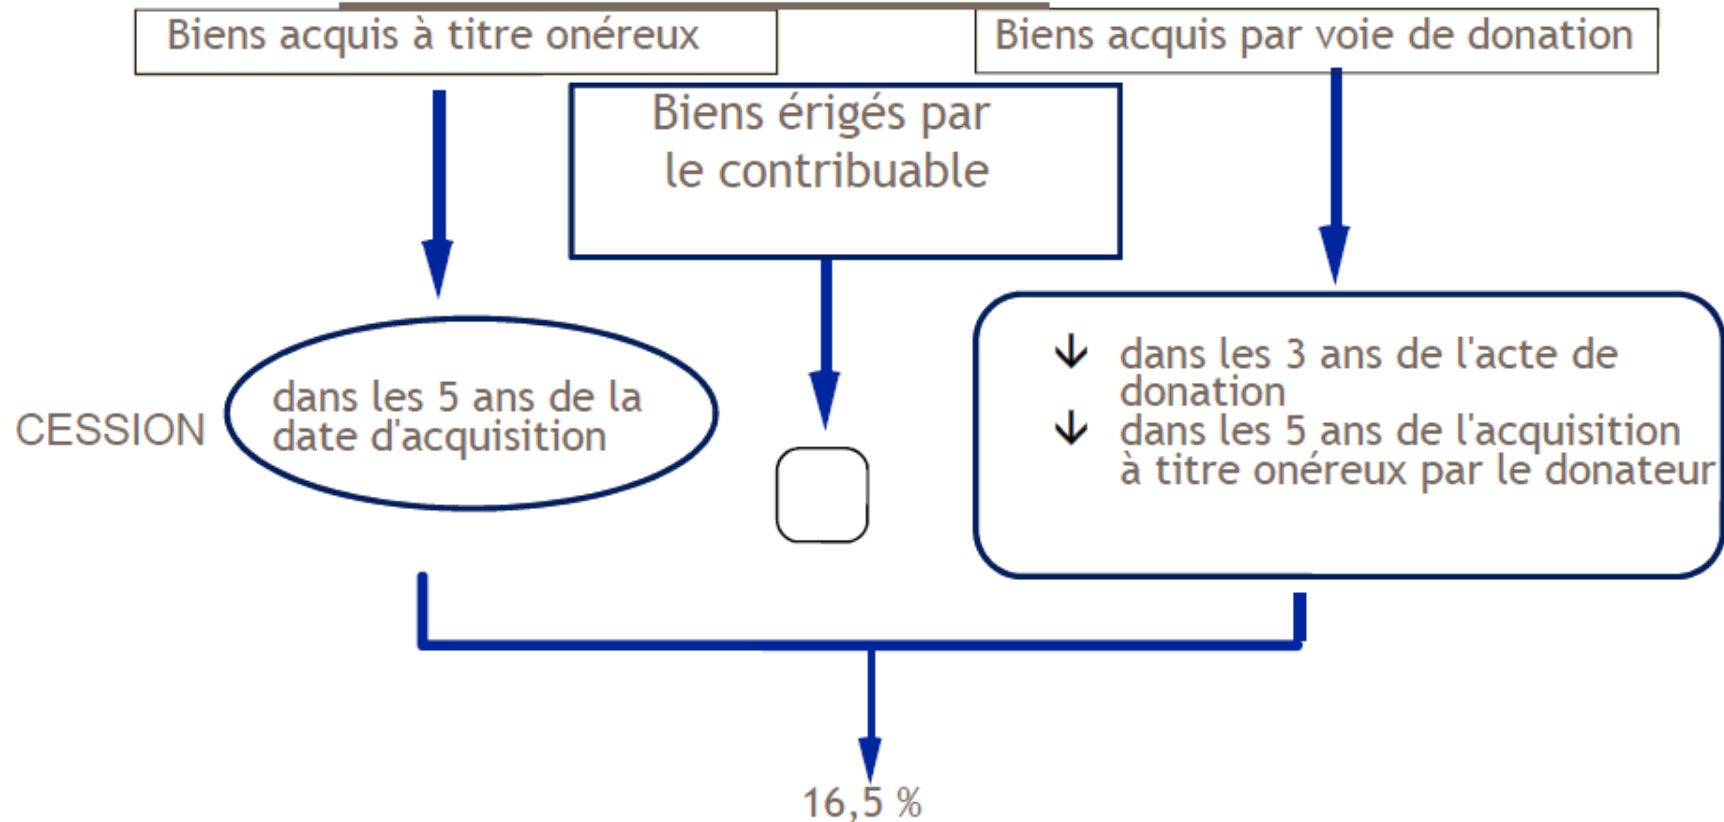 Biens acquis à titre onéreux
Biens acquis par voie de donation
Biens érigés par
le contribuable
CESSION
dans les 5 ans de la
date d'acquisition
dans les 3 ans de l'acte de
donation
dans les 5 ans de l'acquisition
à titre onéreux par le donateur
16,5 %